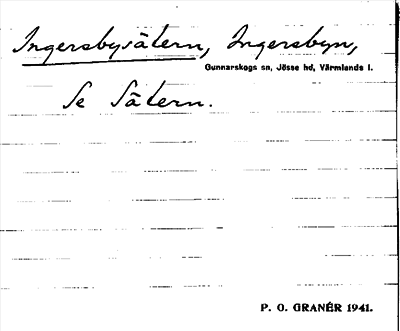 Ingersbysätern, Ingersbyn,
Gunnarskogs sn, Jösse hd, Värmlands l.
Se Sätern.
P. O. GRANÉR 1941.